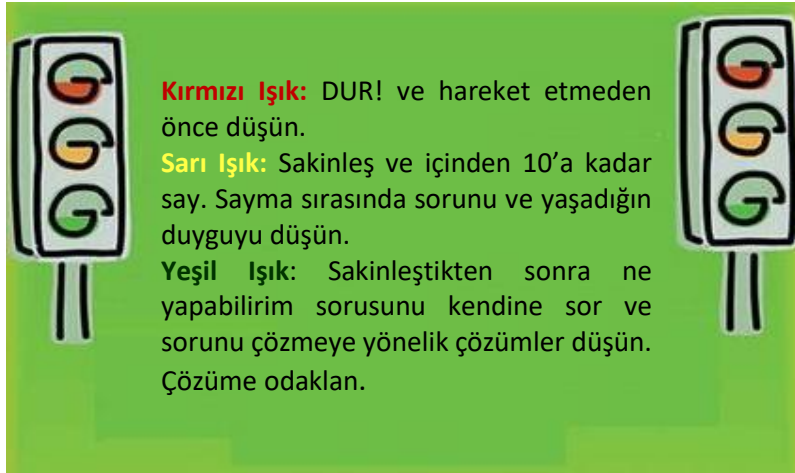 Kırmızı Işık: DUR! ve hareket etmeden
önce düşün.
Sarı Işık: Sakinleş ve içinden 10’a kadar
say. Sayma sırasında sorunu ve yaşadığın
duyguyu düşün.
Yeşil Işık: Sakinleştikten sonra ne
yapabilirim sorusunu kendine sor ve
sorunu çözmeye yönelik çözümler düşün.
Çözüme odaklan.